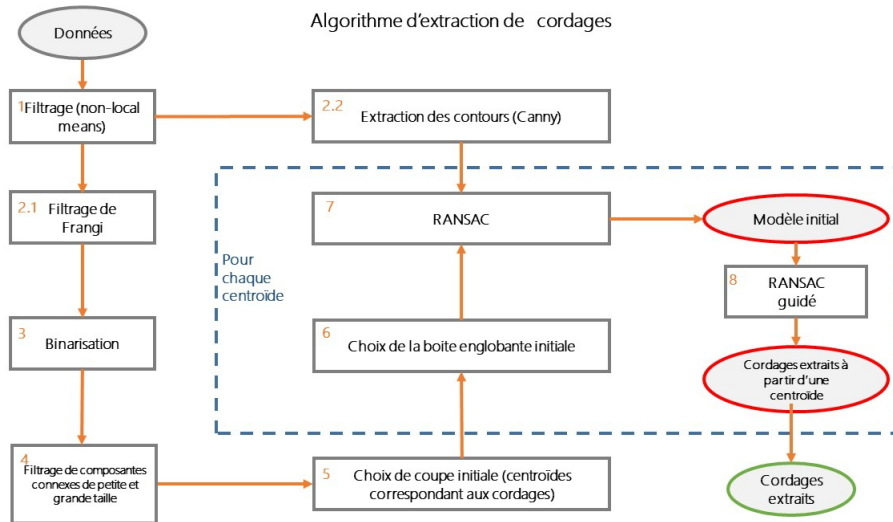 Algorithme d'extraction de cordages
Données
1
Filtrage (non-local
means)
2.2
Extraction des contours (Canny)
2.1
Filtrage de
Frangi
7
RANSAC
Modèle initial
Pour
chaque
centroïde
8
RANSAC
guidé
3
Binarisation
6
Choix de la boite englobante initiale
Cordages extraits à
partir d'une
centroïde
4
Filtrage de composantes
connexes de petite et
grande taille
5
Choix de coupe initiale (centroïdes
correspondant aux cordages)
Cordages
extraits